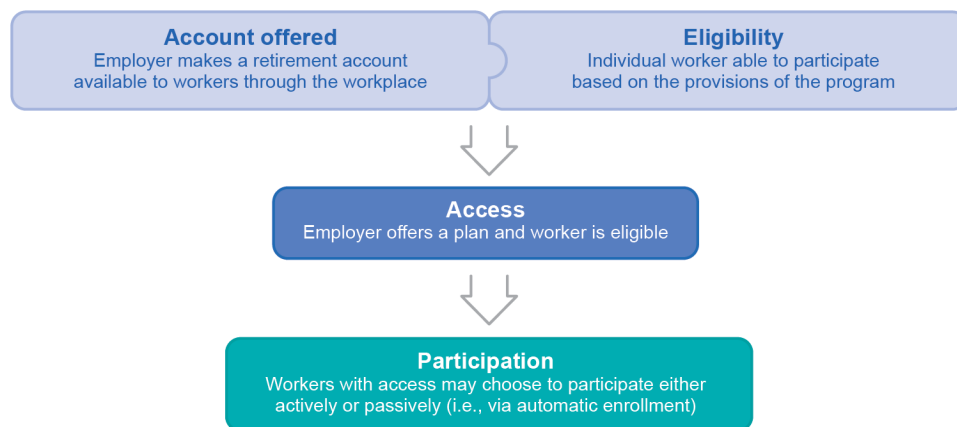 Account offered
Employer makes a retirement account
available to workers through the workplace
Eligibility
Individual worker able to participate
based on the provisions of the program
Access
Employer offers a plan and worker is eligible
Participation
Workers with access may choose to participate either
actively or passively (i.e., via automatic enrollment)